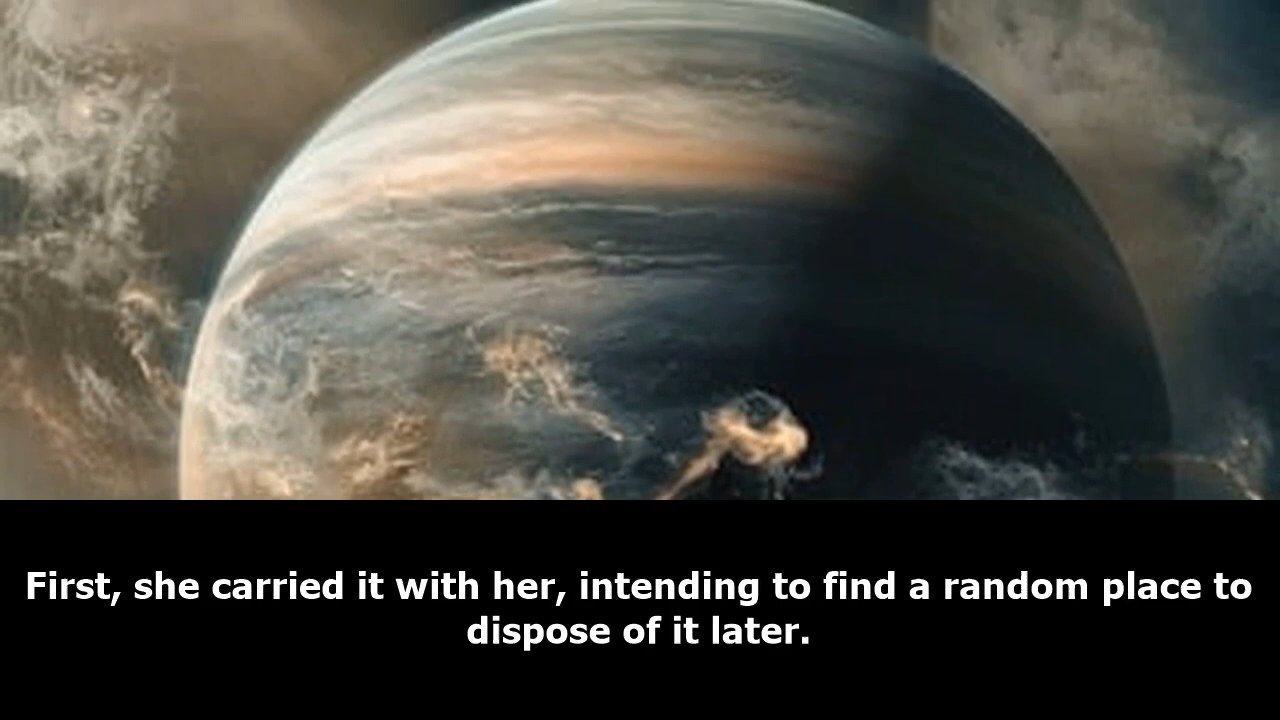 First, she carried it with her, intending to find a random place to
dispose of it later.